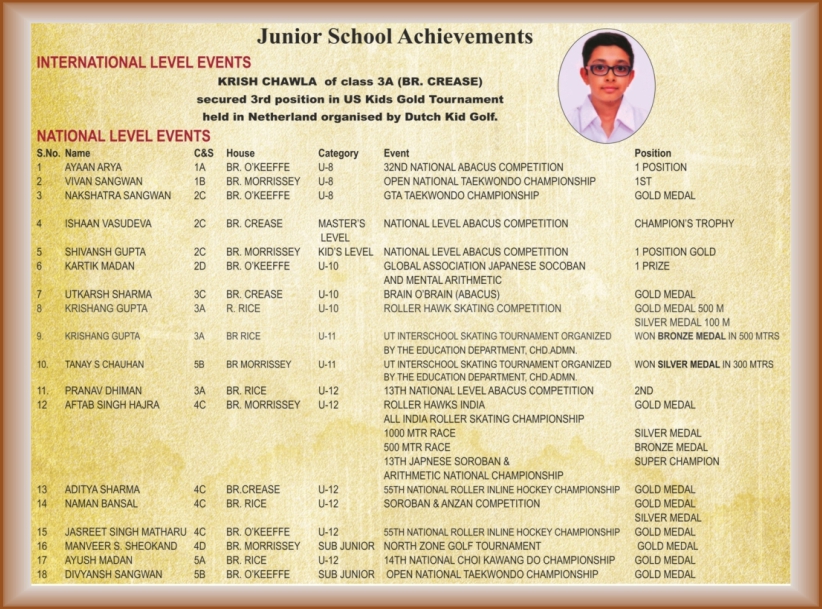 Junior School Achievements
INTERNATIONAL LEVEL EVENTS
KRISH CHAWLA of class 3A (BR. CREASE)
secured 3rd position in US Kids Gold Tournament
held in Netherland organised by Dutch Kid Golf.
NATIONAL LEVEL EVENTS
S.No. Name C&S House Category Event Position
1 AYAAN ARYA 1A BR. O'KEEFFE U-8 32ND NATIONAL ABACUS COMPETITION 1 POSITION
2 VIVAN SANGWAN 1B BR. MORRISSEY U-8 OPEN NATIONAL TAEKWONDO CHAMPIONSHIP 1ST
3 NAKSHATRA SANGWAN 2C BR. O'KEEFFE U-8 GTA TAEKWONDO CHAMPIONSHIP GOLD MEDAL
4 ISHAAN VASUDEVA 2C BR. CREASE MASTER'S NATIONAL LEVEL ABACUS COMPETITION CHAMPION'S TROPHY
LEVEL
5 SHIVANSH GUPTA 2C BR. MORRISSEY KID'S LEVEL NATIONAL LEVEL ABACUS COMPETITION 1 POSITION GOLD
6 KARTIK MADAN 2D BR. O'KEEFFE U-10 GLOBAL ASSOCIATION JAPANESE SOCOBAN 1 PRIZE
AND MENTAL ARITHMETIC
7 UTKARSH SHARMA 3C BR. CREASE U-10 BRAIN O'BRAIN (ABACUS) GOLD MEDAL
8 KRISHANG GUPTA 3A R. RICE U-10 ROLLER HAWK SKATING COMPETITION GOLD MEDAL 500 M
SILVER MEDAL 100 M
9. KRISHANG GUPTA 3A BR RICE U-11 UT INTERSCHOOL SKATING TOURNAMENT ORGANIZED WON BRONZE MEDAL IN 500 MTRS
BY THE EDUCATION DEPARTMENT, CHD.ADMN.
10. TANAY S CHAUHAN 5B BR MORRISSEY U-11 UT INTERSCHOOL SKATING TOURNAMENT ORGANIZED WON SILVER MEDAL IN 300 MTRS
BY THE EDUCATION DEPARTMENT, CHD.ADMN.
11. PRANAV DHIMAN 3A BR. RICE U-12 13TH NATIONAL LEVEL ABACUS COMPETITION 2ND
12 AFTAB SINGH HAJRA 4C BR. MORRISSEY U-12 ROLLER HAWKS INDIA GOLD MEDAL
ALL INDIA ROLLER SKATING CHAMPIONSHIP
1000 MTR RACE SILVER MEDAL
500 MTR RACE BRONZE MEDAL
13TH JAPNESE SOROBAN & SUPER CHAMPION
ARITHMETIC NATIONAL CHAMPIONSHIP
13 ADITYA SHARMA 4C BR.CREASE U-12 55TH NATIONAL ROLLER INLINE HOCKEY CHAMPIONSHIP GOLD MEDAL
14 NAMAN BANSAL 4C BR. RICE U-12 SOROBAN & ANZAN COMPETITION GOLD MEDAL
SILVER MEDAL
15 JASREET SINGH MATHARU 4C BR. O'KEEFFE U-12 55TH NATIONAL ROLLER INLINE HOCKEY CHAMPIONSHIP GOLD MEDAL
16 MANVEER S. SHEOKAND 4D BR. MORRISSEY SUB JUNIOR NORTH ZONE GOLF TOURNAMENT GOLD MEDAL
17 AYUSH MADAN 5A BR. RICE U-12 14TH NATIONAL CHOI KAWANG DO CHAMPIONSHIP GOLD MEDAL
18 DIVYANSH SANGWAN 5B BR. O'KEEFFE SUB JUNIOR OPEN NATIONAL TAEKWONDO CHAMPIONSHIP GOLD MEDAL